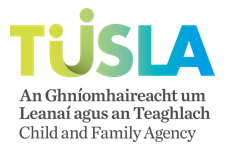 TUSLA
An Ghníomhaireacht um
Leanaí agus an Teaghlach
Child and Family Agency